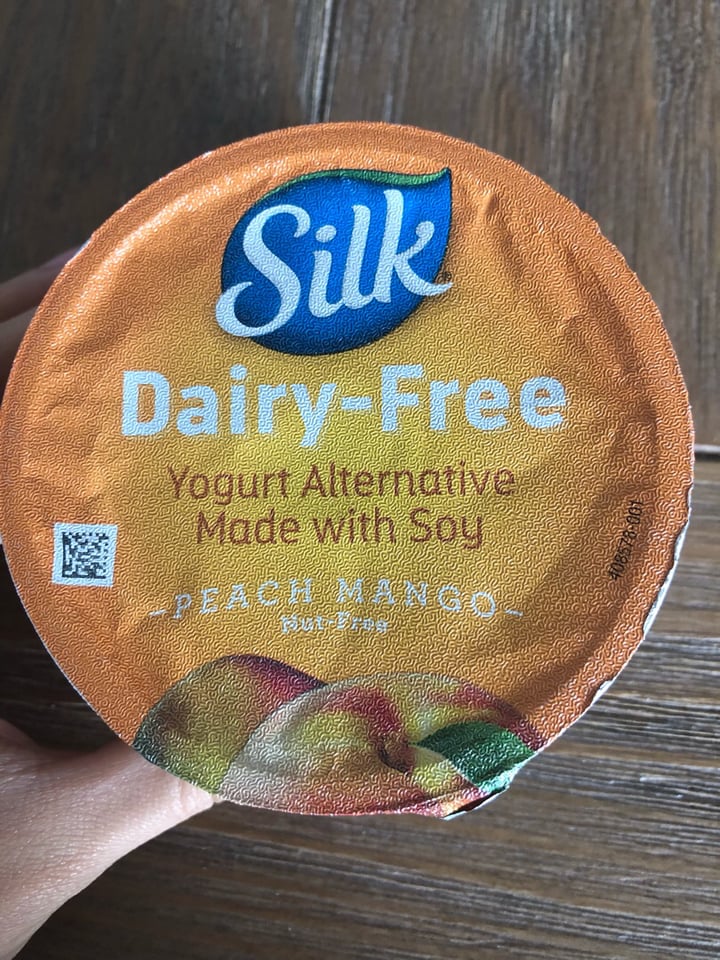 Silk
Dairy-Free
Yogurt Alternative
Made with Soy
-PEACH MANGO-
Nut-Free